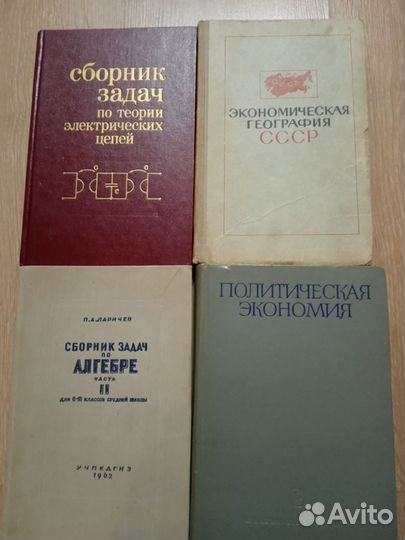 сборник
задач
по теории
электрических
цепей
ЭКОНОМИЧЕСКАЯ
ГЕОГРАФИЯ
СССР
П.А.ЛАРИЧЕВ
СБОРНИК ЗАДАЧ
ПО
АЛГЕБРЕ
ЧАСТЬ
II
ДЛЯ 8-10 КЛАССОВ СРЕДНЕЙ ШКОЛЫ
УЧПЕДГИЗ
1962
ПОЛИТИЧЕСКАЯ
ЭКОНОМИЯ
Avito